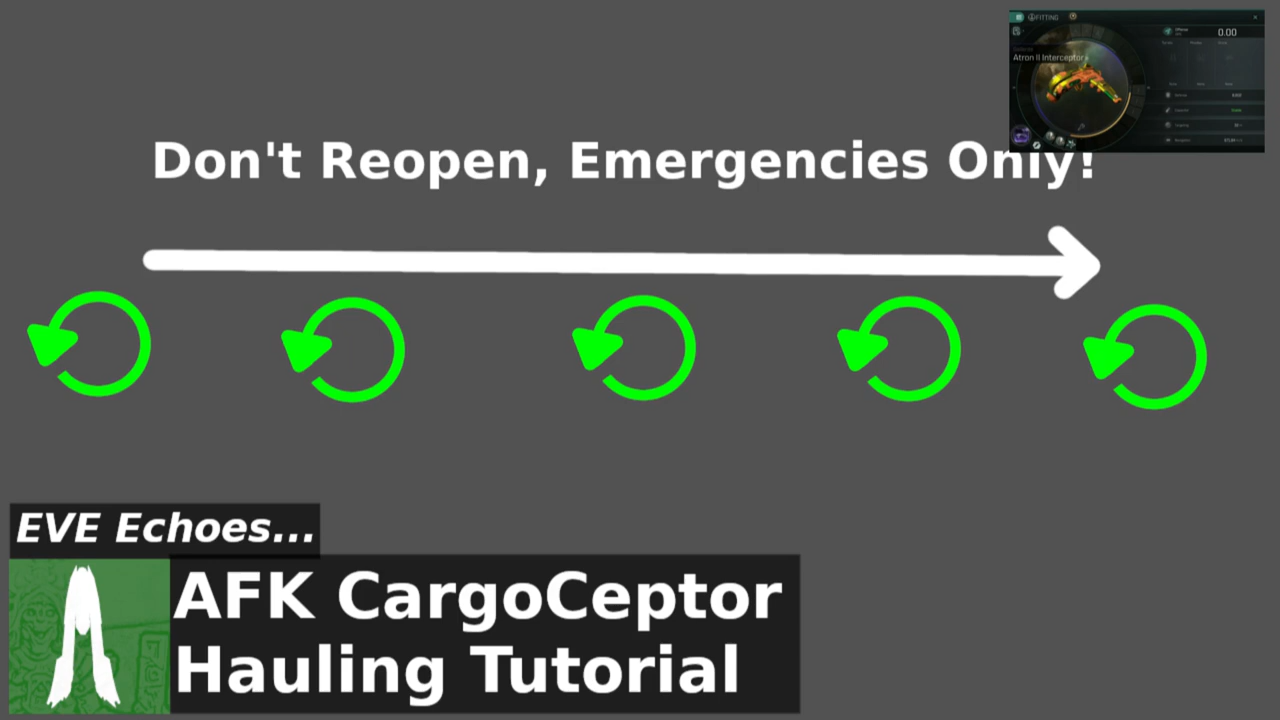 FITTING
0.00
Atron II Interceptor
Don't Reopen, Emergencies Only!
EVE Echoes...
AFK CargoCeptor
Hauling Tutorial